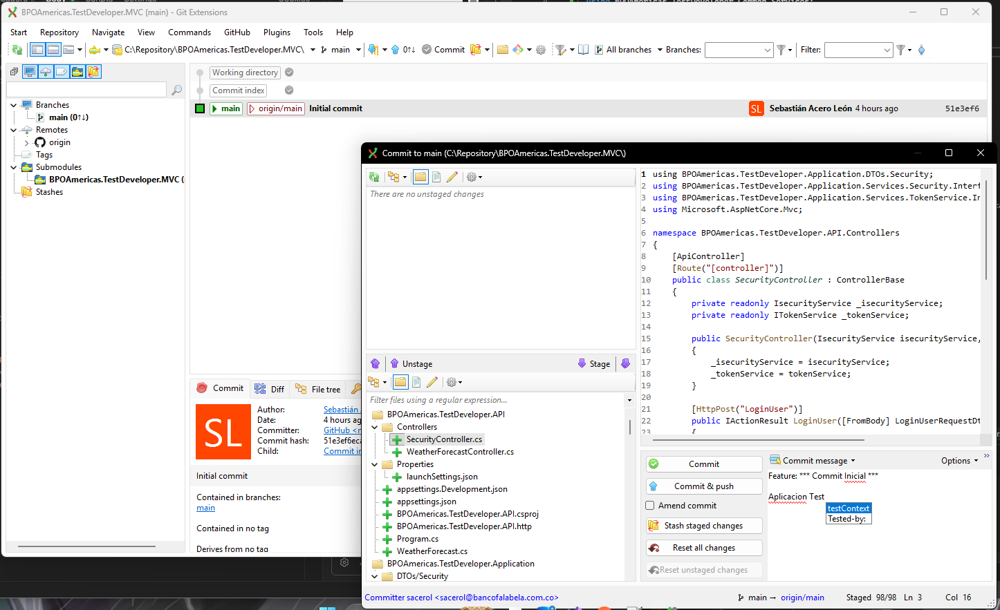 BPOAmericas.TestDeveloper.MVC (main) - Git Extensions
Start Repository Navigate View Commands GitHub Plugins Tools Help
C:\Repository\BPOAmericas.TestDeveloper.MVC\ main 0↑↓ Commit All branches Branches: Filter:
Working directory
Commit index
main origin/main Initial commit SL Sebastián Acero León 4 hours ago 51e3ef6
Branches
main (0↑↓)
Remotes
origin
Tags
Submodules
BPOAmericas.TestDeveloper.MVC (
Stashes
Commit Diff File tree
SL
Author: Sebastián
Date: 4 hours ag
Committer: GitHub <n
Commit hash: 51e3ef6eca
Child: Commit in
Initial commit
Contained in branches:
main
Contained in no tag
Derives from no tag
Commit to main (C:\Repository\BPOAmericas.TestDeveloper.MVC\)
There are no unstaged changes
Unstage Stage
Filter files using a regular expression...
BPOAmericas.TestDeveloper.API
Controllers
SecurityController.cs
WeatherForecastController.cs
Properties
launchSettings.json
appsettings.Development.json
appsettings.json
BPOAmericas.TestDeveloper.API.csproj
BPOAmericas.TestDeveloper.API.http
Program.cs
WeatherForecast.cs
BPOAmericas.TestDeveloper.Application
DTOs/Security
1 using BPOAmericas.TestDeveloper.Application.DTOs.Security;
2 using BPOAmericas.TestDeveloper.Application.Services.Security.Interf
3 using BPOAmericas.TestDeveloper.Application.Services.TokenService.In
4 using Microsoft.AspNetCore.Mvc;
5
6 namespace BPOAmericas.TestDeveloper.API.Controllers
7 {
8 [ApiController]
9 [Route("[controller]")]
10 public class SecurityController : ControllerBase
11 {
12 private readonly IsecurityService _isecurityService;
13 private readonly ITokenService _tokenService;
14
15 public SecurityController(IsecurityService isecurityService,
16 {
17 _isecurityService = isecurityService;
18 _tokenService = tokenService;
19 }
20
21 [HttpPost("LoginUser")]
22 public IActionResult LoginUser([FromBody] LoginUserRequestDt
23 {
Commit
Commit & push
Amend commit
Stash staged changes
Reset all changes
Reset unstaged changes
Commit message Options
Feature: *** Commit Inicial ***
Aplicacion Test
testContext
Tested-by:
Committer sacerol <sacerol@bancofalabela.com.co> main → origin/main Staged 98/98 Ln 3 Col 16